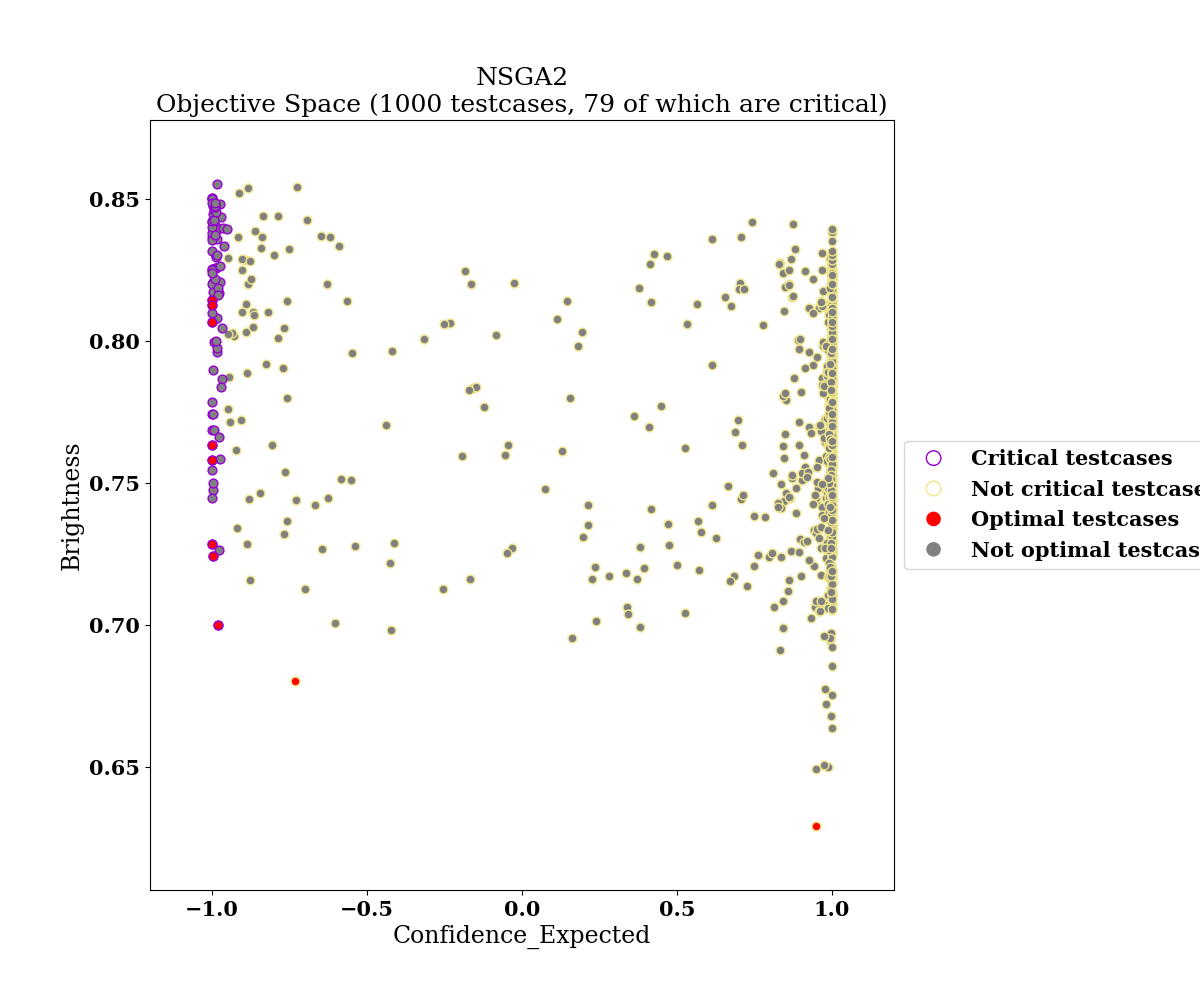 NSGA2
Objective Space (1000 testcases, 79 of which are critical)
0.85
0.80
0.75
0.70
0.65
Brightness
−1.0
−0.5
0.0
0.5
1.0
Confidence_Expected
Critical testcases
Not critical testcase
Optimal testcases
Not optimal testcas